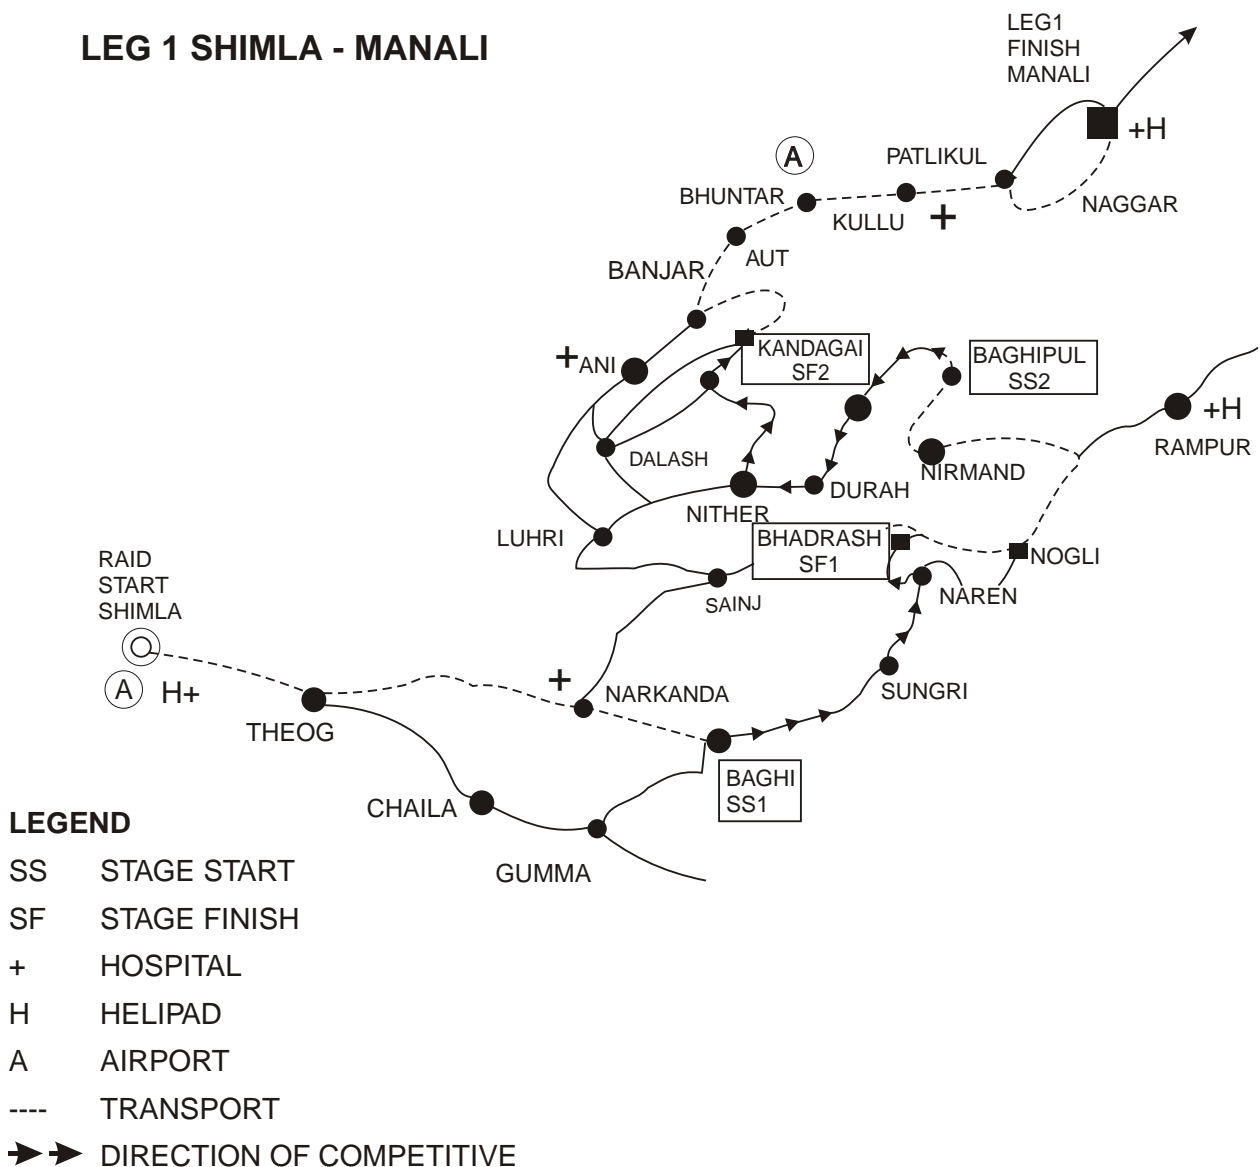 LEG 1 SHIMLA - MANALI
LEG1
FINISH
MANALI
+H
A
PATLIKUL
BHUNTAR
KULLU
+
NAGGAR
AUT
BANJAR
+ ANI
KANDAGAI
SF2
BAGHIPUL
SS2
+H
RAMPUR
DALASH
NIRMAND
DURAH
NITHER
LUHRI
BHADRASH
SF1
NOGLI
SAINJ
NAREN
RAID
START
SHIMLA
A H+
+
NARKANDA
SUNGRI
THEOG
BAGHI
SS1
CHAILA
GUMMA
LEGEND
SS STAGE START
SF STAGE FINISH
+ HOSPITAL
H HELIPAD
A AIRPORT
---- TRANSPORT
DIRECTION OF COMPETITIVE